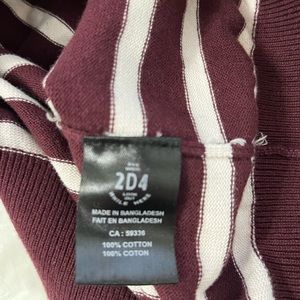 2D4
MADE IN BANGLADESH
FAIT EN BANGLADESH
CA : 59336
100% COTTON
100% COTON